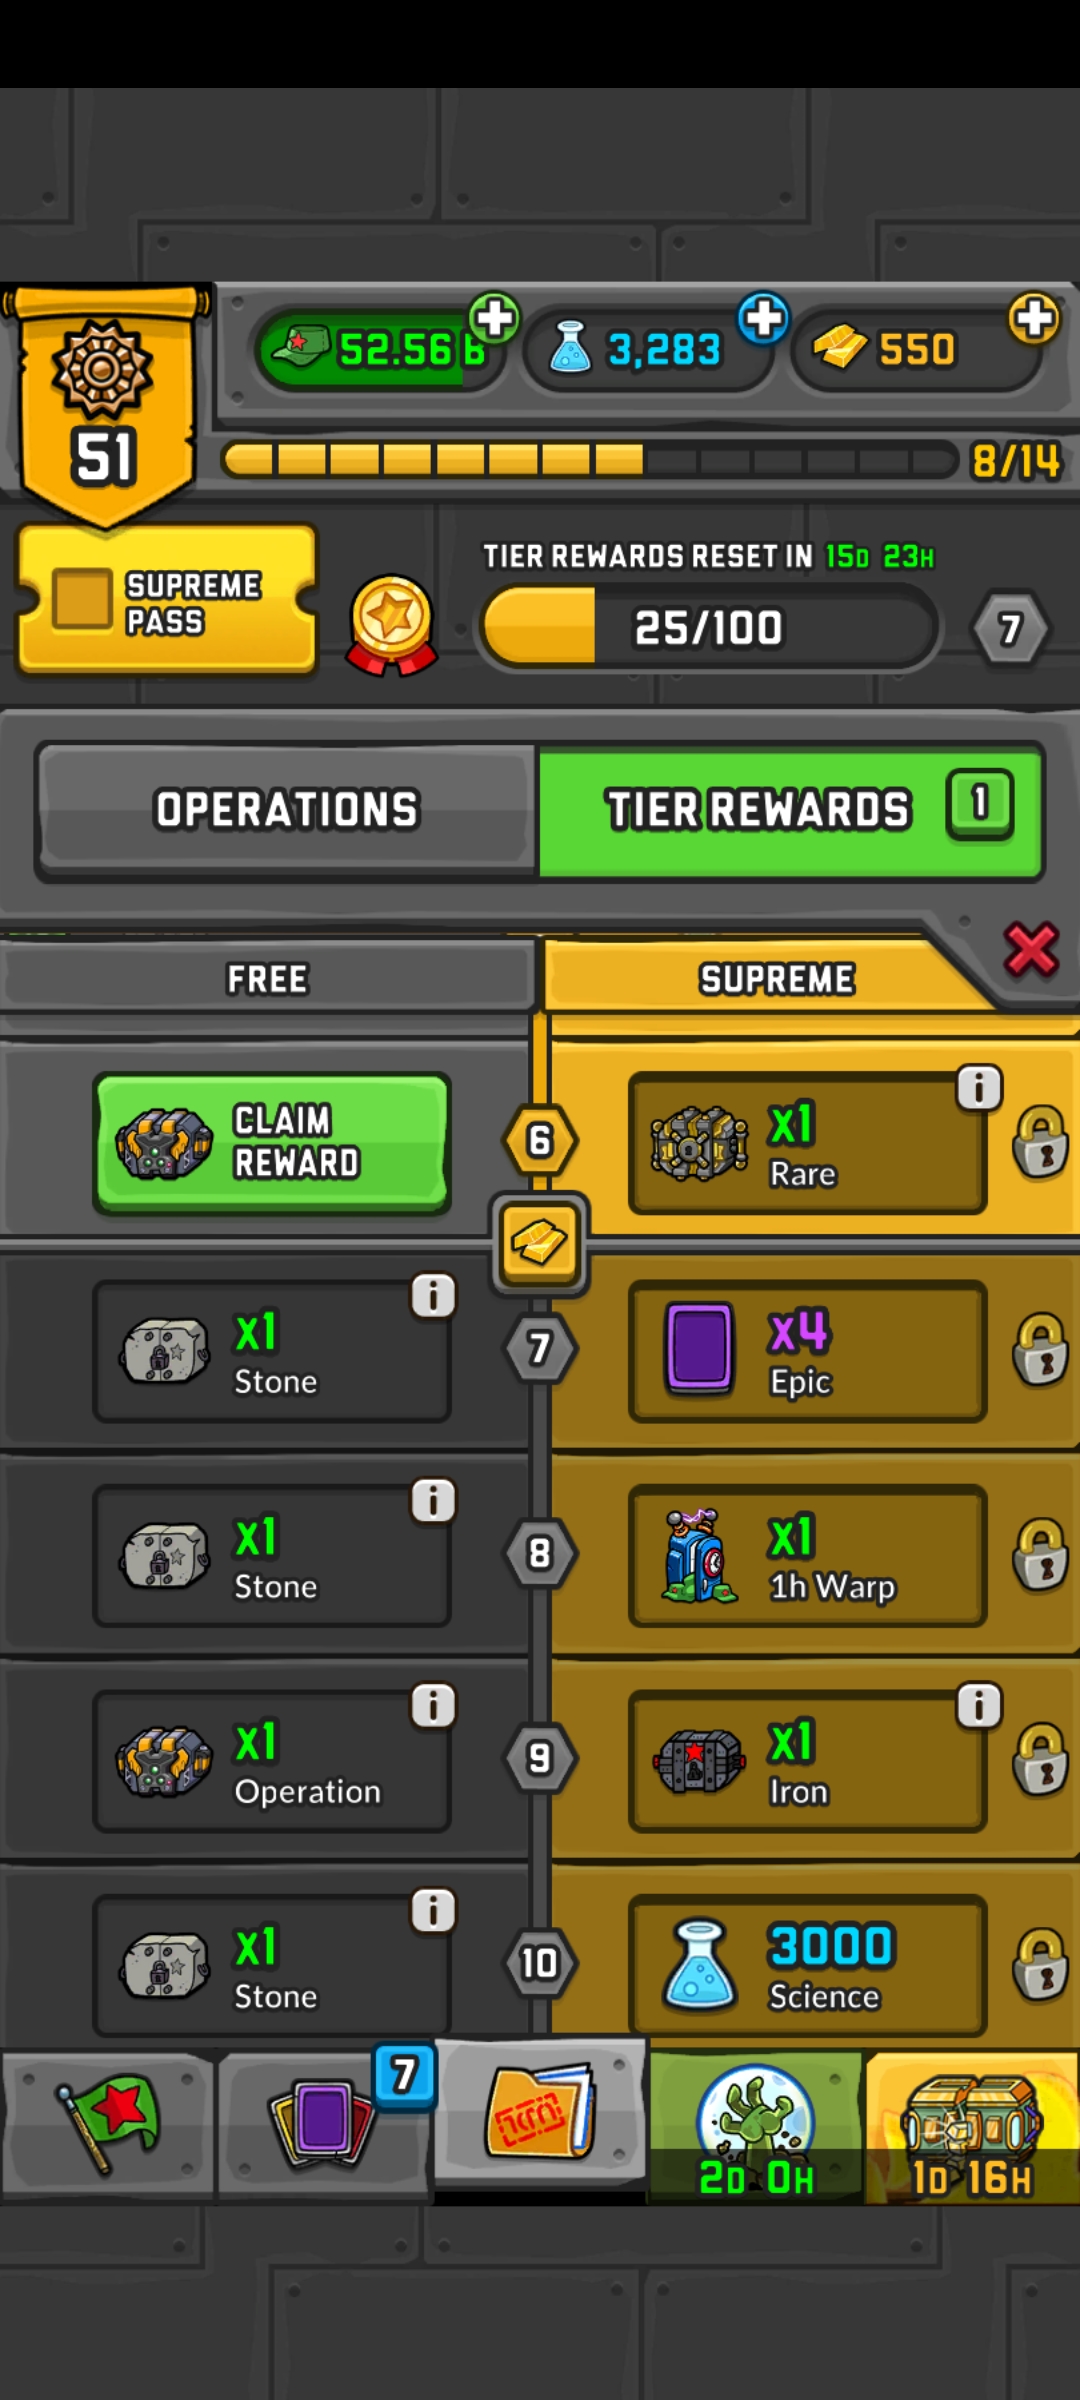 52.56 B
3,283
550
51
8/14
SUPREME
PASS
TIER REWARDS RESET IN 15D 23H
25/100
7
OPERATIONS
TIER REWARDS
1
FREE
SUPREME
CLAIM
REWARD
6
x1
Rare
x1
Stone
7
x4
Epic
x1
Stone
8
x1
1h Warp
x1
Operation
9
x1
Iron
x1
Stone
10
3000
Science
7
2D 0H
1D 16H